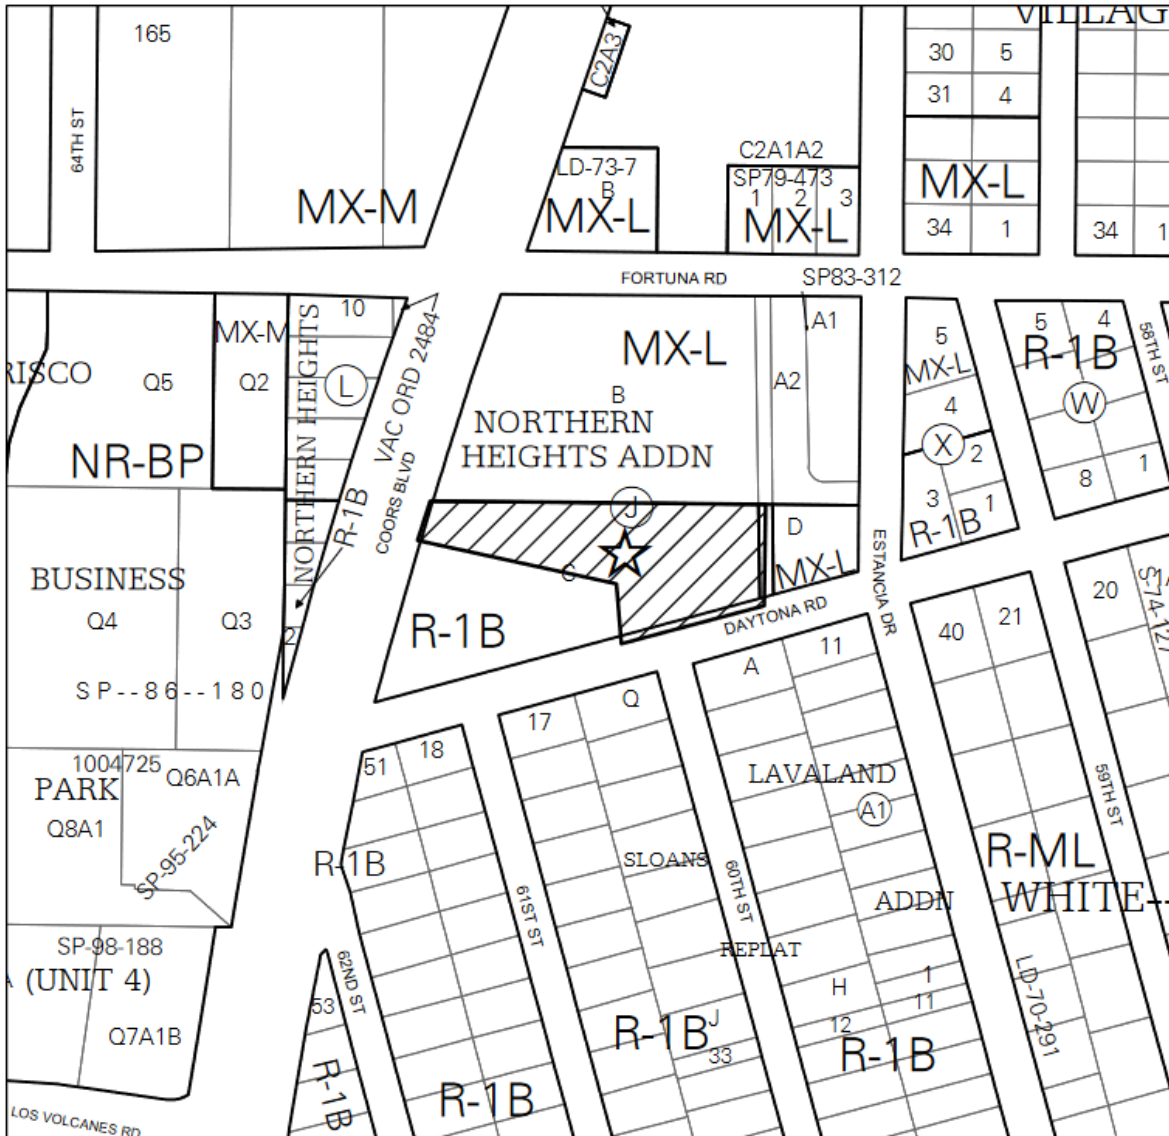 VILLAG
165
C2A3
30
5
31
4
64TH ST
C2A1A2
LD-73-7
B
MX-L
SP79-473
1
2
3
MX-L
MX-L
34
1
34
1
MX-M
FORTUNA RD
SP83-312
MX-M
Q2
10
NORTHERN HEIGHTS
L
VAC ORD 2484
COORS BLVD
R-1B
RISCO
Q5
NR-BP
MX-L
B
NORTHERN
HEIGHTS ADDN
A1
A2
5
MX-L
4
X
2
3
1
R-1B
5
4
R-1B
W
8
1
58TH ST
J
C
D
MX-L
ESTANCIA DR
DAYTONA RD
R-1B
BUSINESS
Q4
Q3
2
SP--86--180
20
S-74-127
1A
40
21
A
11
Q
17
18
51
1004725
PARK
Q6A1A
Q8A1
SP-95-224
LAVALAND
A1
59TH ST
R-1B
SLOANS
60TH ST
61ST ST
R-ML
WHITE--
ADDN
REPLAT
SP-98-188
A (UNIT 4)
Q7A1B
62ND ST
53
R-1B
H
1
11
12
R-1B
LD-70-291
R-1B
J
33
R-1B
LOS VOLCANES RD